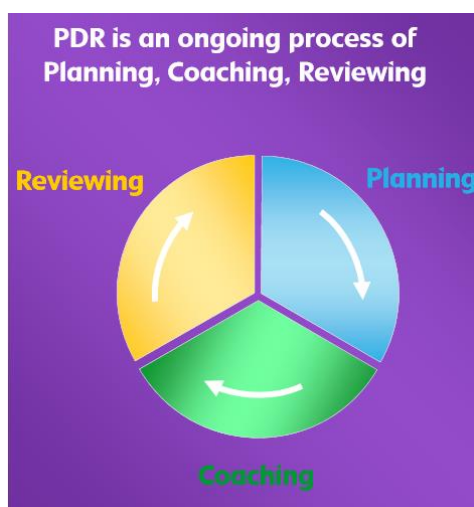 PDR is an ongoing process of
Planning, Coaching, Reviewing
Reviewing
Planning
Coaching